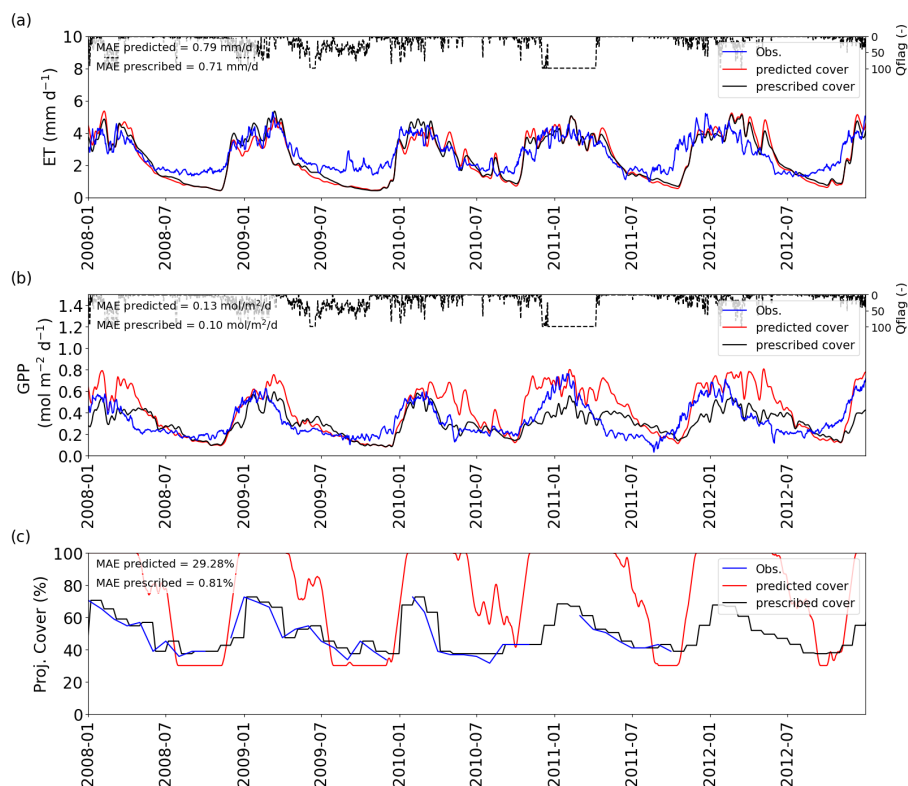 (a)
MAE predicted = 0.79 mm/d
MAE prescribed = 0.71 mm/d
Obs.
predicted cover
prescribed cover
ET (mm d⁻¹)
10
8
6
4
2
0
0
50
100
Qflag (-)
2008-01
2008-07
2009-01
2009-07
2010-01
2010-07
2011-01
2011-07
2012-01
2012-07
(b)
MAE predicted = 0.13 mol/m²/d
MAE prescribed = 0.10 mol/m²/d
Obs.
predicted cover
prescribed cover
GPP
(mol m⁻² d⁻¹)
1.4
1.2
1.0
0.8
0.6
0.4
0.2
0.0
0
50
100
Qflag (-)
2008-01
2008-07
2009-01
2009-07
2010-01
2010-07
2011-01
2011-07
2012-01
2012-07
(c)
MAE predicted = 29.28%
MAE prescribed = 0.81%
Obs.
predicted cover
prescribed cover
Proj. Cover (%)
100
80
60
40
20
0
2008-01
2008-07
2009-01
2009-07
2010-01
2010-07
2011-01
2011-07
2012-01
2012-07